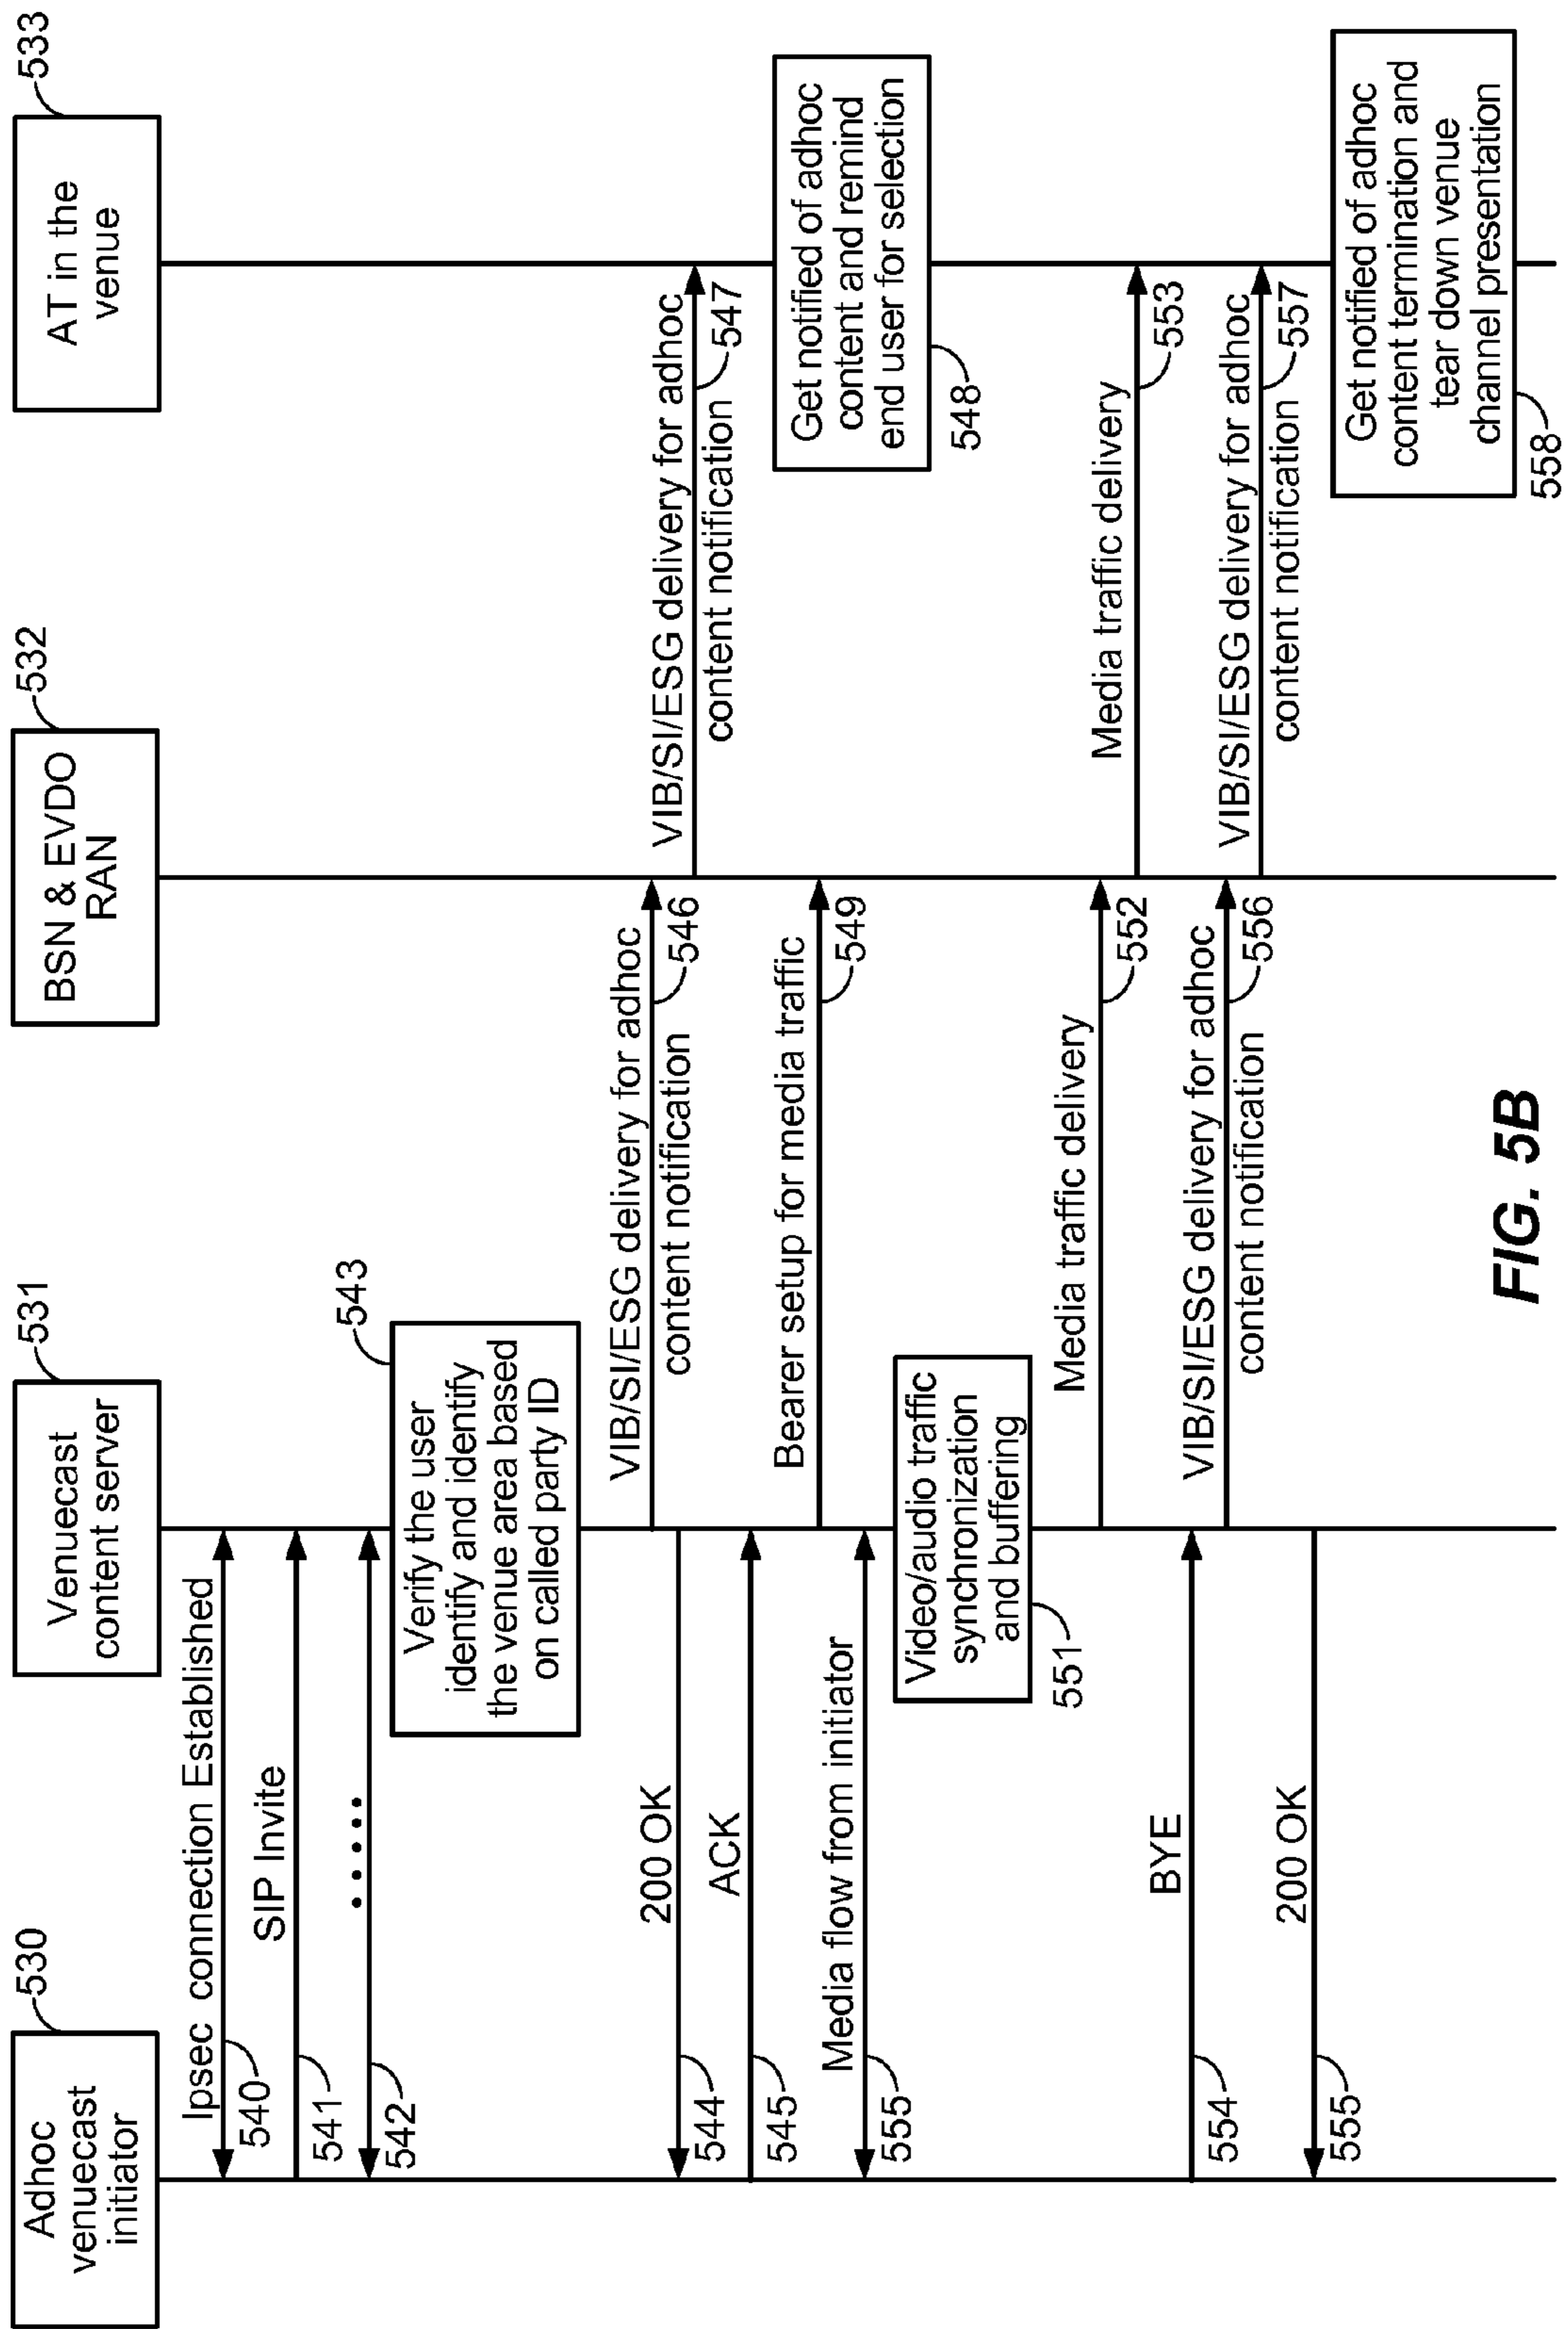 530
Adhoc
venuecast
initiator
531
Venuecast
content server
532
BSN & EVDO
RAN
533
AT in the
venue
Ipsec connection Established
540
SIP Invite
541
.....
542
543
Verify the user
identify and identify
the venue area based
on called party ID
VIB/SI/ESG delivery for adhoc
546
content notification
200 OK
544
VIB/SI/ESG delivery for adhoc
547
content notification
ACK
545
Get notified of adhoc
content and remind
end user for selection
548
Bearer setup for media traffic
549
Media flow from initiator
555
Video/audio traffic
synchronization
and buffering
551
Media traffic delivery
552
Media traffic delivery
553
BYE
554
VIB/SI/ESG delivery for adhoc
556
content notification
VIB/SI/ESG delivery for adhoc
557
content notification
200 OK
555
Get notified of adhoc
content termination and
tear down venue
channel presentation
558
FIG. 5B